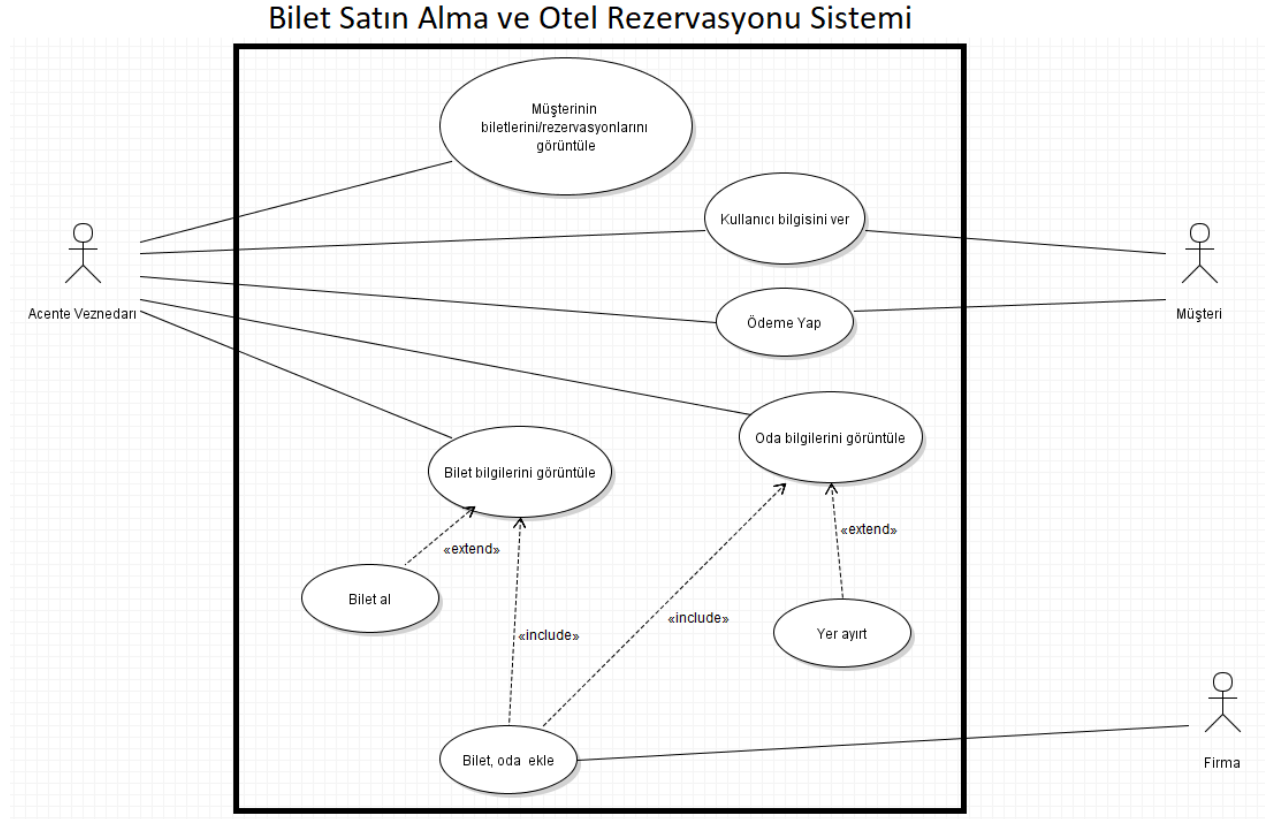 Bilet Satın Alma ve Otel Rezervasyonu Sistemi
Müşterinin
biletlerini/rezervasyonlarını
görüntüle
Kullanıcı bilgisini ver
Acente Veznedarı
Müşteri
Ödeme Yap
Oda bilgilerini görüntüle
Bilet bilgilerini görüntüle
«extend»
«extend»
Bilet al
«include»
«include»
Yer ayırt
Bilet, oda  ekle
Firma